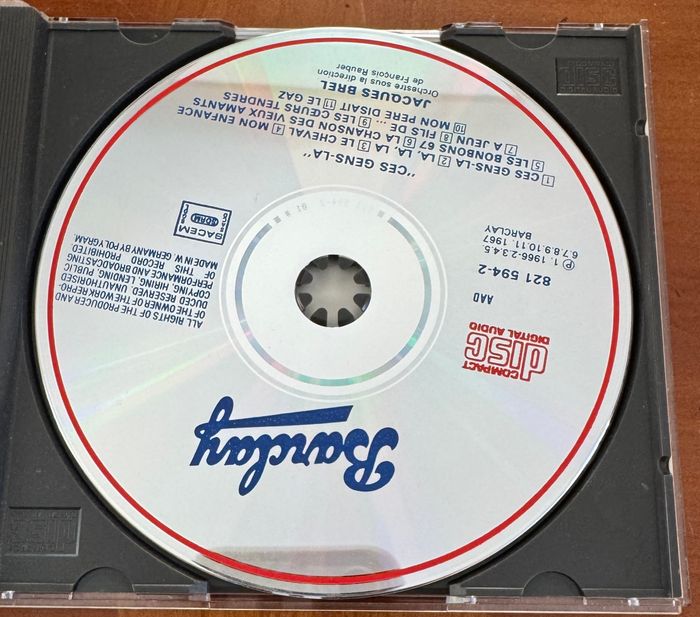 Barclay
COMPACT
disc
DIGITAL AUDIO
AAD
821 594-2
Ⓟ 1. 1966-2.3.4.5.
6.7.8.9.10.11. 1967
BARCLAY
ALL RIGHTS OF THE PRODUCER AND
OF THE OWNER OF THE WORK REPRO-
DUCED RESERVED. UNAUTHORISED
COPYING, HIRING, LENDING, PUBLIC
PERFORMANCE AND BROADCASTING
OF THIS RECORD PROHIBITED.
MADE IN W. GERMANY BY POLYGRAM.
SACEM
"CES GENS-LA"
1 CES GENS-LA 2 LA, LA, LA 3 LE CHEVAL 4 MON ENFANCE
5 LES BONBONS 67 6 LA CHANSON DES VIEUX AMANTS
7 A JEUN 8 FILS DE ... 9 LES CŒURS TENDRES
10 MON PERE DISAIT 11 LE GAZ
JACQUES BREL
Orchestre sous la direction
de François Rauber